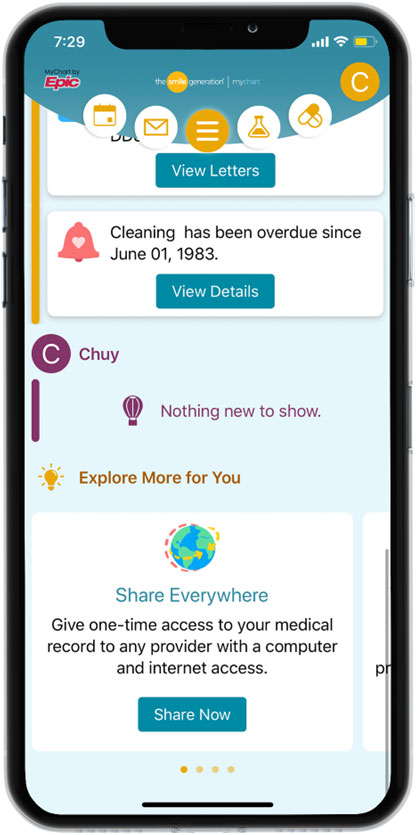 7:29
MyChart by
Epic
the smile generation® | mychart
C
View Letters
Cleaning has been overdue since
June 01, 1983.
View Details
C
Chuy
Nothing new to show.
Explore More for You
Share Everywhere
Give one-time access to your medical
record to any provider with a computer
and internet access.
pr
Share Now